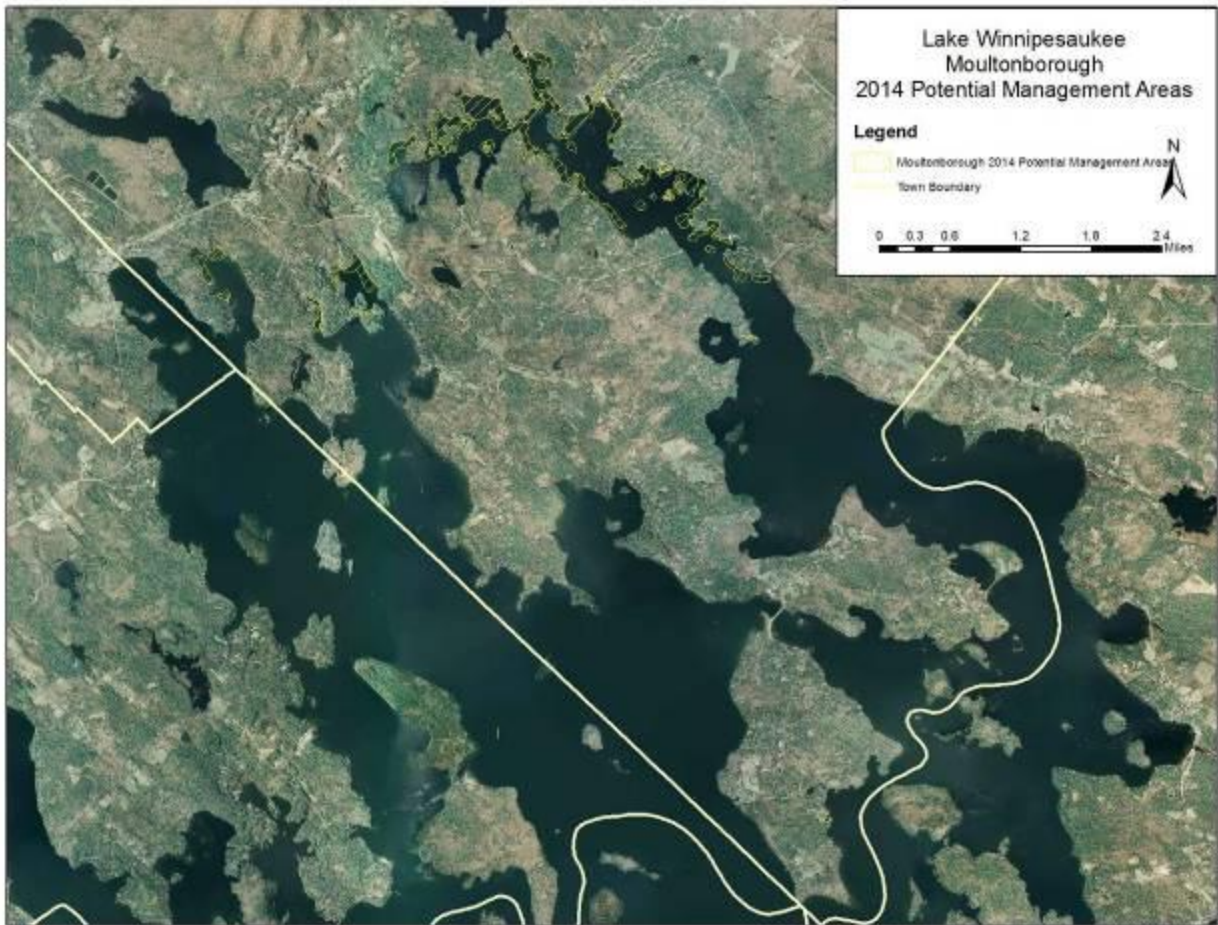 Lake Winnipesaukee
Moultonborough
2014 Potential Management Areas
Legend
Moultonborough 2014 Potential Management Areas
Town Boundary
N
0 0.3 0.6 1.2 1.8 2.4
Miles